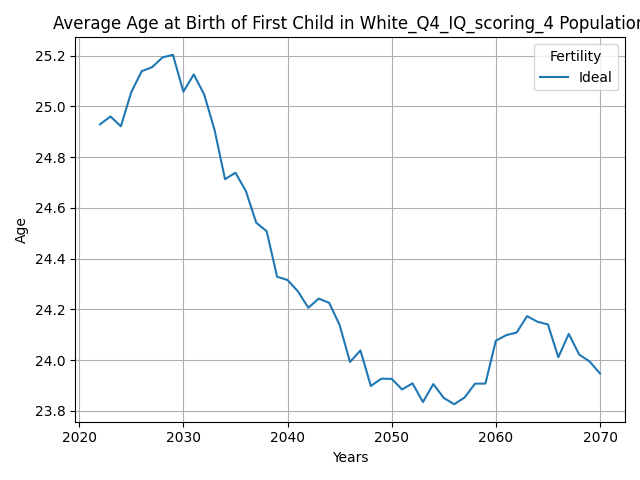 Average Age at Birth of First Child in White_Q4_IQ_scoring_4 Population
25.2
25.0
24.8
24.6
24.4
24.2
24.0
23.8
Age
Fertility
Ideal
2020 2030 2040 2050 2060 2070
Years